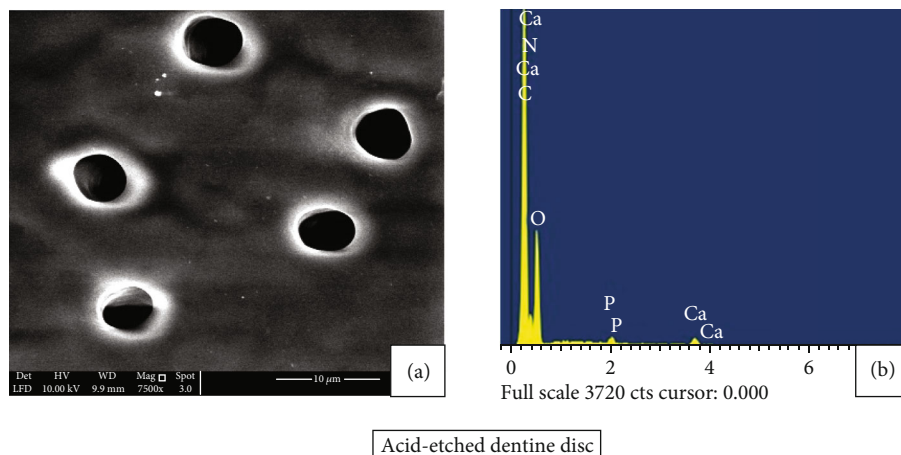 Det HV WD Mag Spot
LFD 10.00 kV 9.9 mm 7500x 3.0
10 μm
(a)
Ca
N
Ca
C
O
P
P
Ca
Ca
0 2 4 6
(b)
Full scale 3720 cts cursor: 0.000
Acid-etched dentine disc